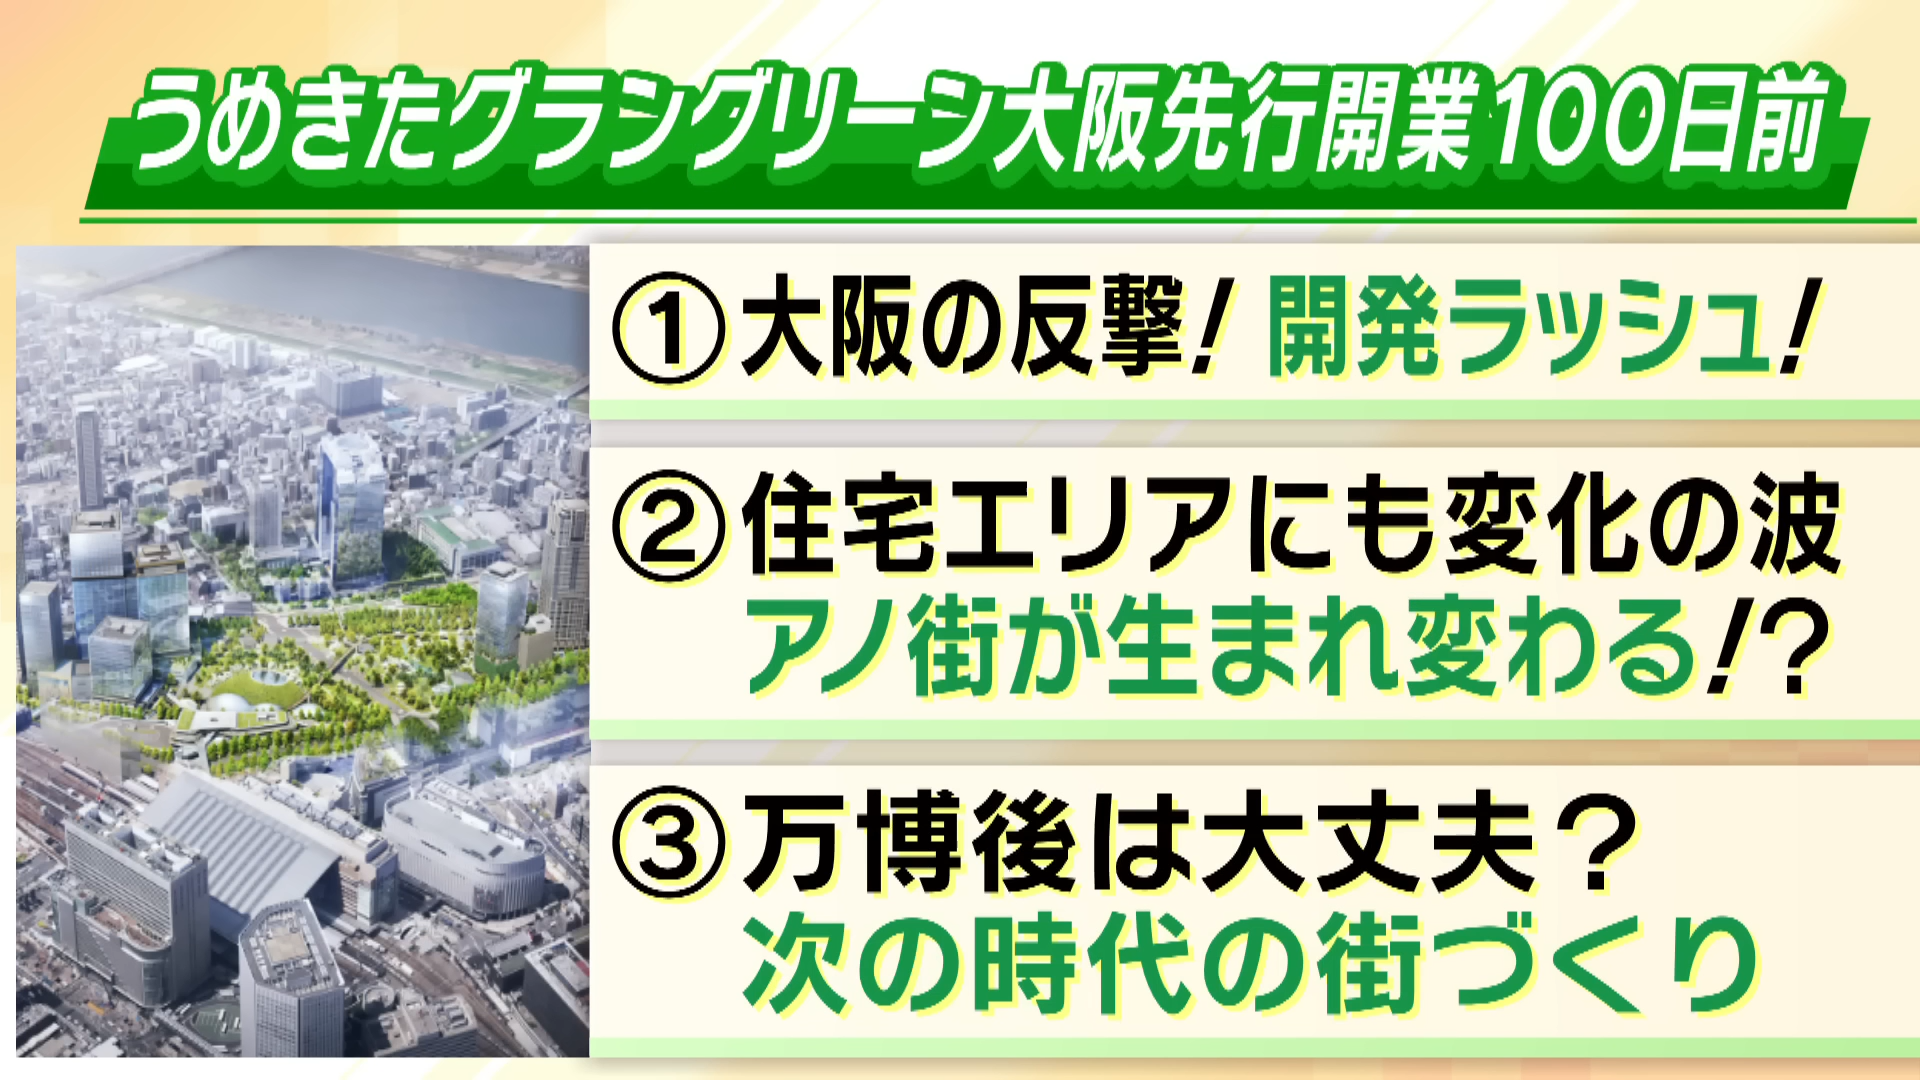 うめきたグラングリーン大阪先行開業100日前
①大阪の反撃! 開発ラッシュ!
②住宅エリアにも変化の波
アノ街が生まれ変わる!?
③万博後は大丈夫？
次の時代の街づくり